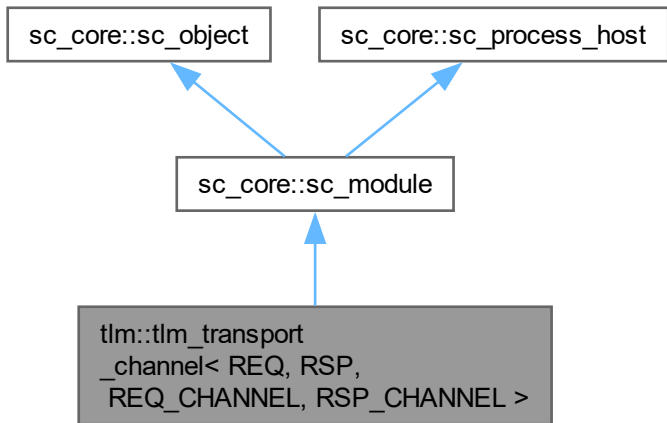 sc_core::sc_object
sc_core::sc_process_host
sc_core::sc_module
tlm::tlm_transport
_channel< REQ, RSP,
REQ_CHANNEL, RSP_CHANNEL >